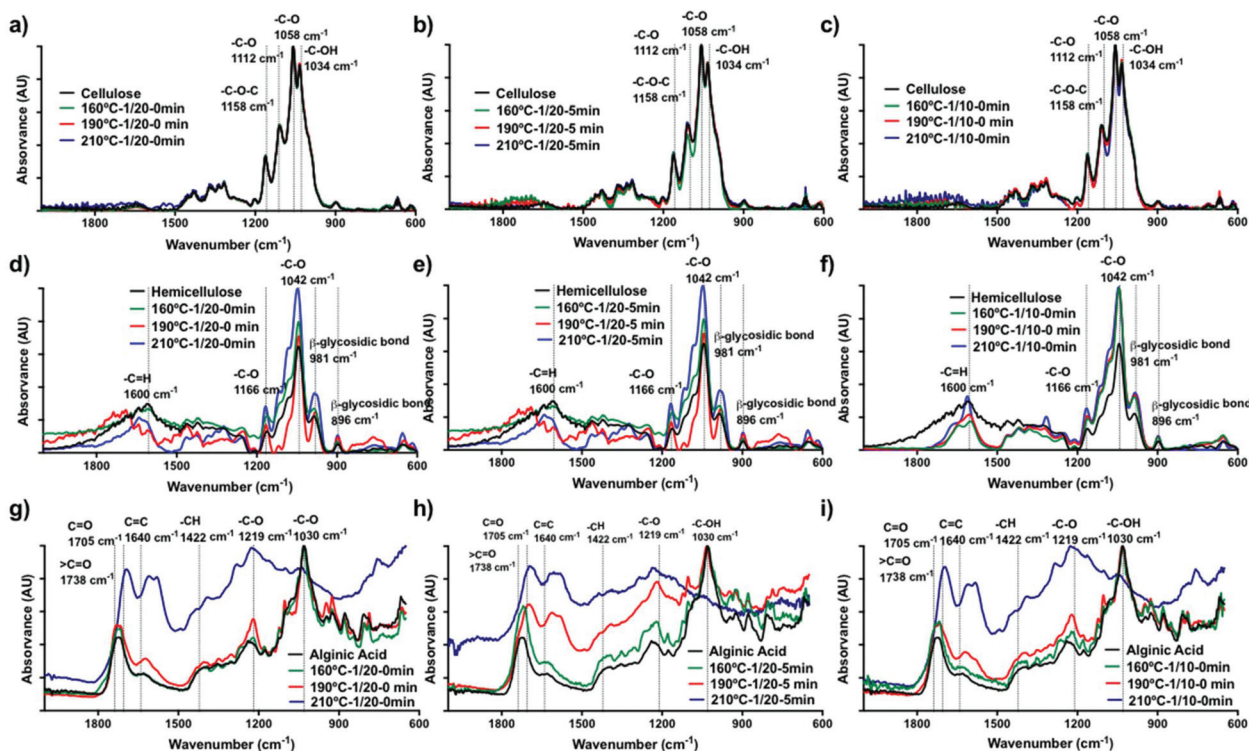 a)
-C-O
1058 cm-1
-C-O
1112 cm-1
-C-OH
1034 cm-1
-C-O-C
1158 cm-1
Cellulose
160ºC-1/20-0min
190ºC-1/20-0 min
210ºC-1/20-0min
Absorvance (AU)
1800 1500 1200 900 600
Wavenumber (cm-1)
b)
-C-O
1058 cm-1
-C-O
1112 cm-1
-C-OH
1034 cm-1
-C-O-C
1158 cm-1
Cellulose
160ºC-1/20-5min
190ºC-1/20-5 min
210ºC-1/20-5min
Absorvance (AU)
1800 1500 1200 900 600
Wavenumber (cm-1)
c)
-C-O
1058 cm-1
-C-O
1112 cm-1
-C-OH
1034 cm-1
-C-O-C
1158 cm-1
Cellulose
160ºC-1/10-0min
190ºC-1/10-0 min
210ºC-1/10-0min
Absorvance (AU)
1800 1500 1200 900 600
Wavenumber (cm-1)
d)
-C-O
1042 cm-1
Hemicellulose
160ºC-1/20-0min
190ºC-1/20-0 min
210ºC-1/20-0min
β-glycosidic bond
981 cm-1
-C=H
1600 cm-1
-C-O
1166 cm-1
β-glycosidic bond
896 cm-1
Absorvance (AU)
1800 1500 1200 900 600
Wavenumber (cm-1)
e)
-C-O
1042 cm-1
Hemicellulose
160ºC-1/20-5min
190ºC-1/20-5 min
210ºC-1/20-5min
β-glycosidic bond
981 cm-1
-C=H
1600 cm-1
-C-O
1166 cm-1
β-glycosidic bond
896 cm-1
Absorvance (AU)
1800 1500 1200 900 600
Wavenumber (cm-1)
f)
-C-O
1042 cm-1
Hemicellulose
160ºC-1/10-0min
190ºC-1/10-0 min
210ºC-1/10-0min
β-glycosidic bond
981 cm-1
-C=H
1600 cm-1
-C-O
1166 cm-1
β-glycosidic bond
896 cm-1
Absorvance (AU)
1800 1500 1200 900 600
Wavenumber (cm-1)
g)
C=O
1705 cm-1
C=C
1640 cm-1
-CH
1422 cm-1
-C-O
1219 cm-1
-C-O
1030 cm-1
>C=O
1738 cm-1
Alginic Acid
160ºC-1/20-0min
190ºC-1/20-0 min
210ºC-1/20-0min
Absorvance (AU)
1800 1500 1200 900 600
Wavenumber (cm-1)
h)
C=O
1705 cm-1
C=C
1640 cm-1
-CH
1422 cm-1
-C-O
1219 cm-1
-C-OH
1030 cm-1
>C=O
1738 cm-1
Alginic Acid
160ºC-1/20-5min
190ºC-1/20-5 min
210ºC-1/20-5min
Absorvance (AU)
1800 1500 1200 900 600
Wavenumber (cm-1)
i)
C=O
1705 cm-1
C=C
1640 cm-1
-CH
1422 cm-1
-C-O
1219 cm-1
-C-OH
1030 cm-1
>C=O
1738 cm-1
Alginic Acid
160ºC-1/10-0min
190ºC-1/10-0 min
210ºC-1/10-0min
Absorvance (AU)
1800 1500 1200 900 600
Wavenumber (cm-1)